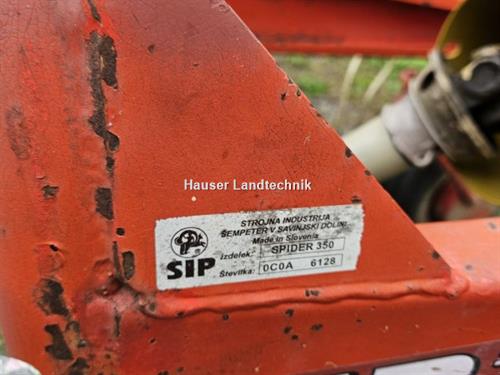 Hauser Landtechnik
STROJNA INDUSTRIJA
ŠEMPETER V SAVINJSKI DOLINI
Made in Slovenia
SIP
Izdelek: SPIDER 350
Številka: 0C0A 6128